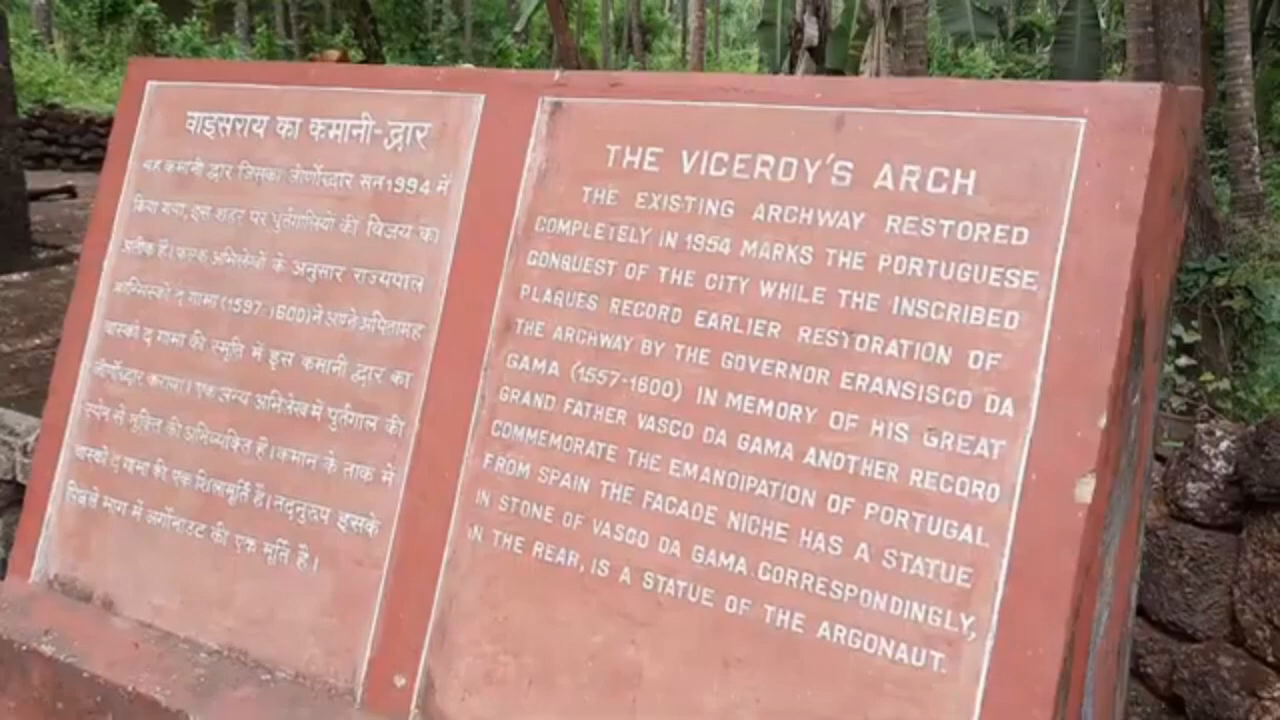 वाइसराय का कमानी-द्वार
यह कमानी द्वार जिसका जीर्णोद्धार सन 1994 में
किया गया, इस शहर पर पुर्तगालियों की विजय का
प्रतीक है। फलक अभिलेखों के अनुसार राज्यपाल
फ्रान्सिस्को द गामा (1597-1600) ने अपने प्रपितामह
वास्को द गामा की स्मृति में इस कमानी द्वार का
जीर्णोद्धार कराया। एक अन्य अभिलेख में पुर्तगाल की
स्पेन से मुक्ति की अभिव्यक्ति है। कमान के ताक में
वास्को द गामा की एक शिलामूर्ति है। तद्नुरूप इसके
पिछले भाग में अर्गोनाउट की एक मूर्ति है।
THE VICEROY'S ARCH
THE EXISTING ARCHWAY RESTORED
COMPLETELY IN 1954 MARKS THE PORTUGUESE
CONQUEST OF THE CITY WHILE THE INSCRIBED
PLAQUES RECORD EARLIER RESTORATION OF
THE ARCHWAY BY THE GOVERNOR ERANSISCO DA
GAMA (1557-1600) IN MEMORY OF HIS GREAT
GRAND FATHER VASCO DA GAMA ANOTHER RECORD
COMMEMORATE THE EMANOIPATION OF PORTUGAL
FROM SPAIN THE FACADE NICHE HAS A STATUE
IN STONE OF VASCO DA GAMA. CORRESPONDINGLY,
IN THE REAR, IS A STATUE OF THE ARGONAUT.